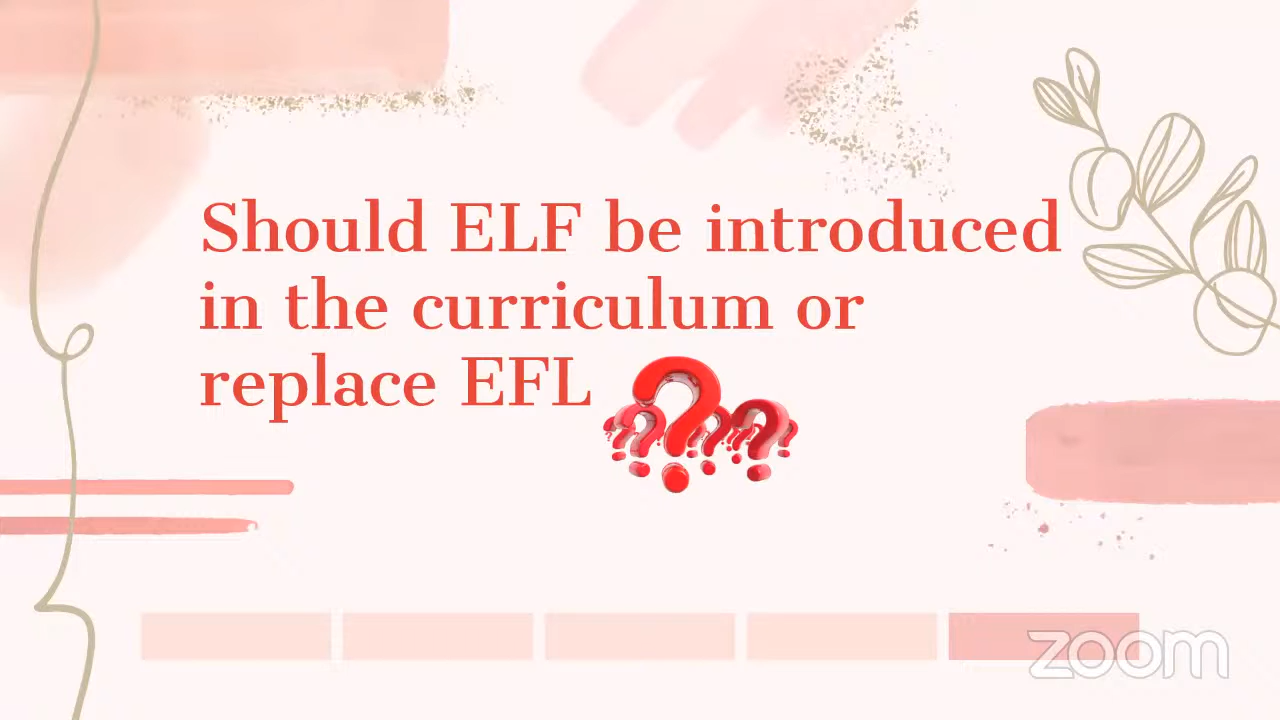 Should ELF be introduced
in the curriculum or
replace EFL
zoom